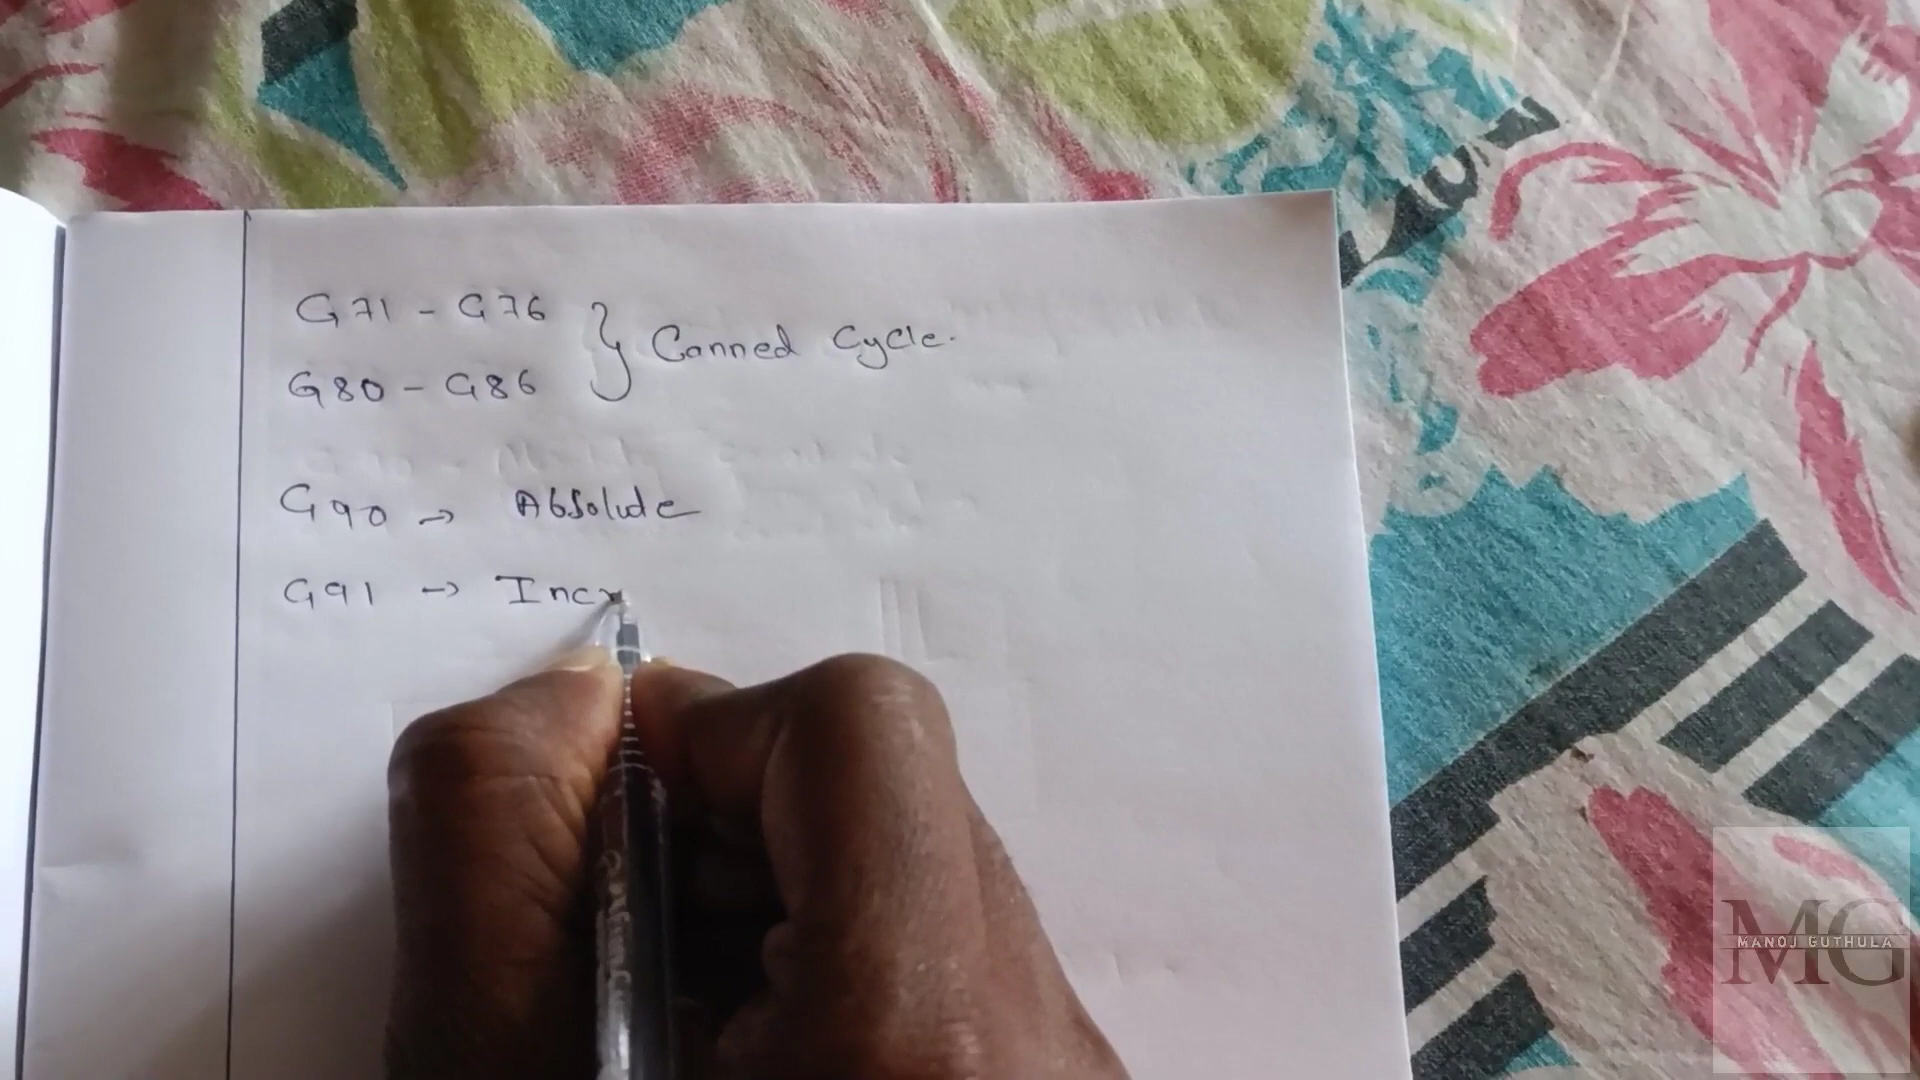 G71 - G76
G80 - G86 } Canned Cycle.
G90 → Absolute
G91 → Incr
MG
MANOJ GUTHULA